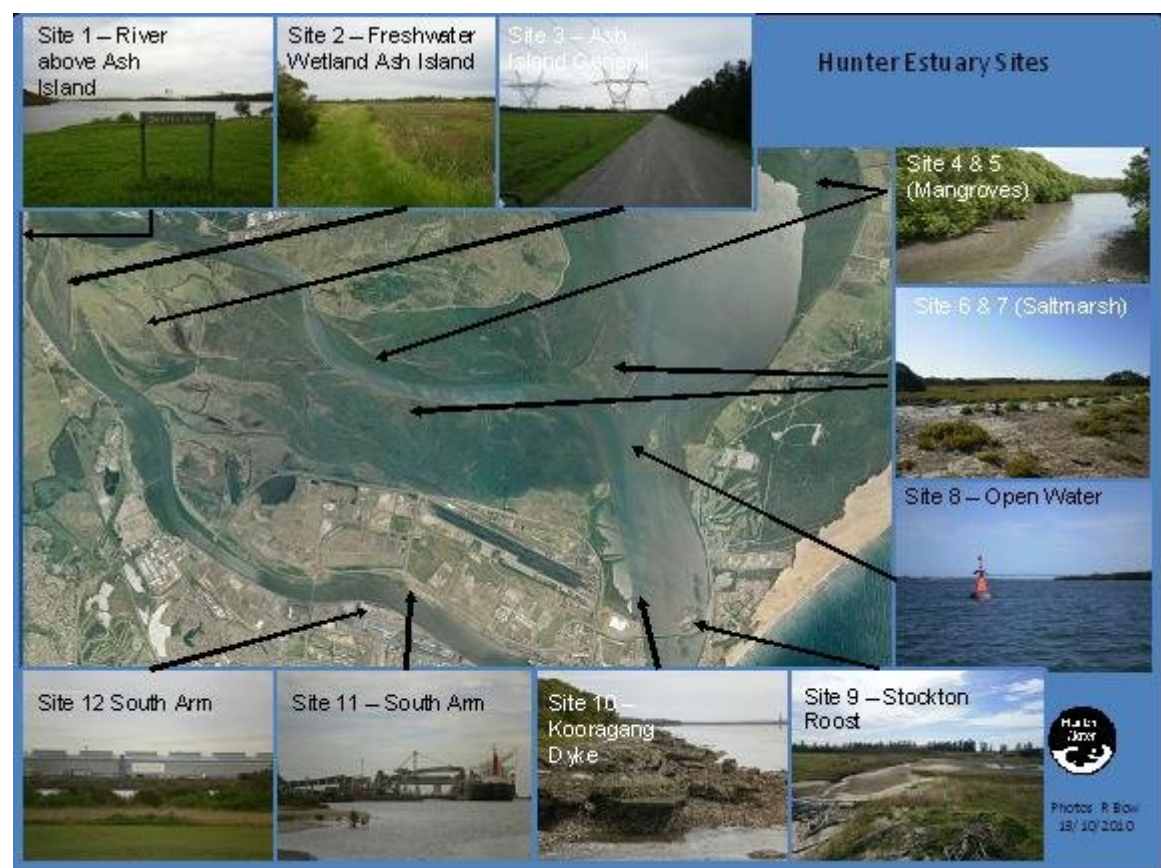 Site 1 – River
above Ash
Island
Site 2 – Freshwater
Wetland Ash Island
Site 3 – Ash
Island General
Hunter Estuary Sites
Site 4 & 5
(Mangroves)
Site 6 & 7 (Saltmarsh)
Site 8 – Open Water
Site 12 South Arm
Site 11 – South Arm
Site 10 –
Kooragang
Dyke
Site 9 – Stockton
Roost
Hunter
Photos R Bow
13/10/2010